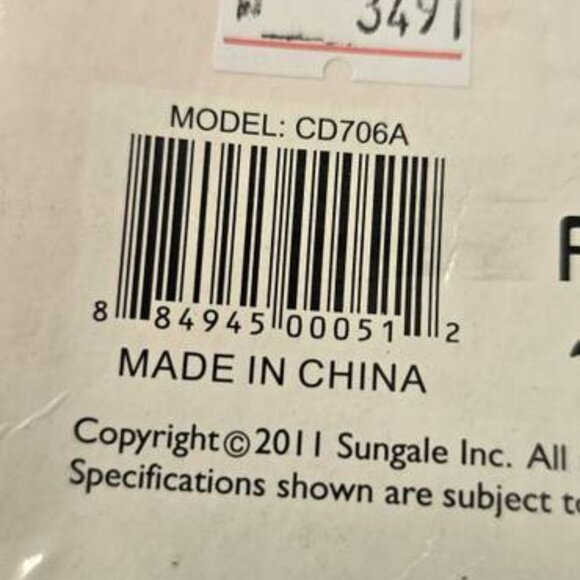 3491
MODEL: CD706A
8 84945 00051 2
MADE IN CHINA
Copyright©2011 Sungale Inc. All
Specifications shown are subject